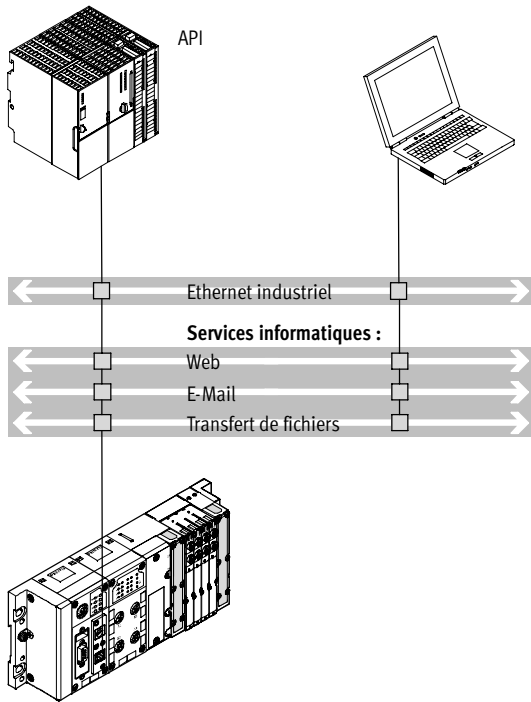 API
Ethernet industriel
Services informatiques :
Web
E-Mail
Transfert de fichiers